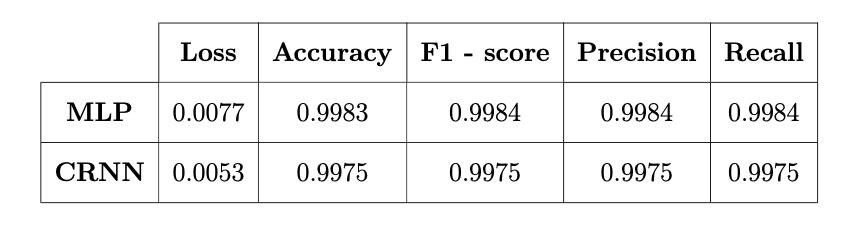 Loss Accuracy F1 - score Precision Recall
MLP 0.0077 0.9983 0.9984 0.9984 0.9984
CRNN 0.0053 0.9975 0.9975 0.9975 0.9975